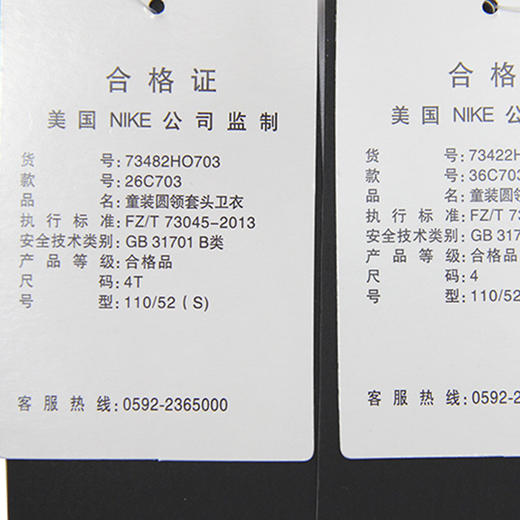 合格证
美国 NIKE 公司监制
货 号: 73482HO703
款 号: 26C703
品 名: 童装圆领套头卫衣
执行标准: FZ/T 73045-2013
安全技术类别: GB 31701 B类
产品等级: 合格品
尺 码: 4T
号 型: 110/52 ( S)
客服热线: 0592-2365000
合格
美国 NIKE 公
货 号: 73422H
款 号: 36C703
品 名: 童装圆领
执行标准: FZ/T 73
安全技术类别: GB 317
产品等级: 合格品
尺 码: 4
号 型: 110/52
客服热线: 0592-2